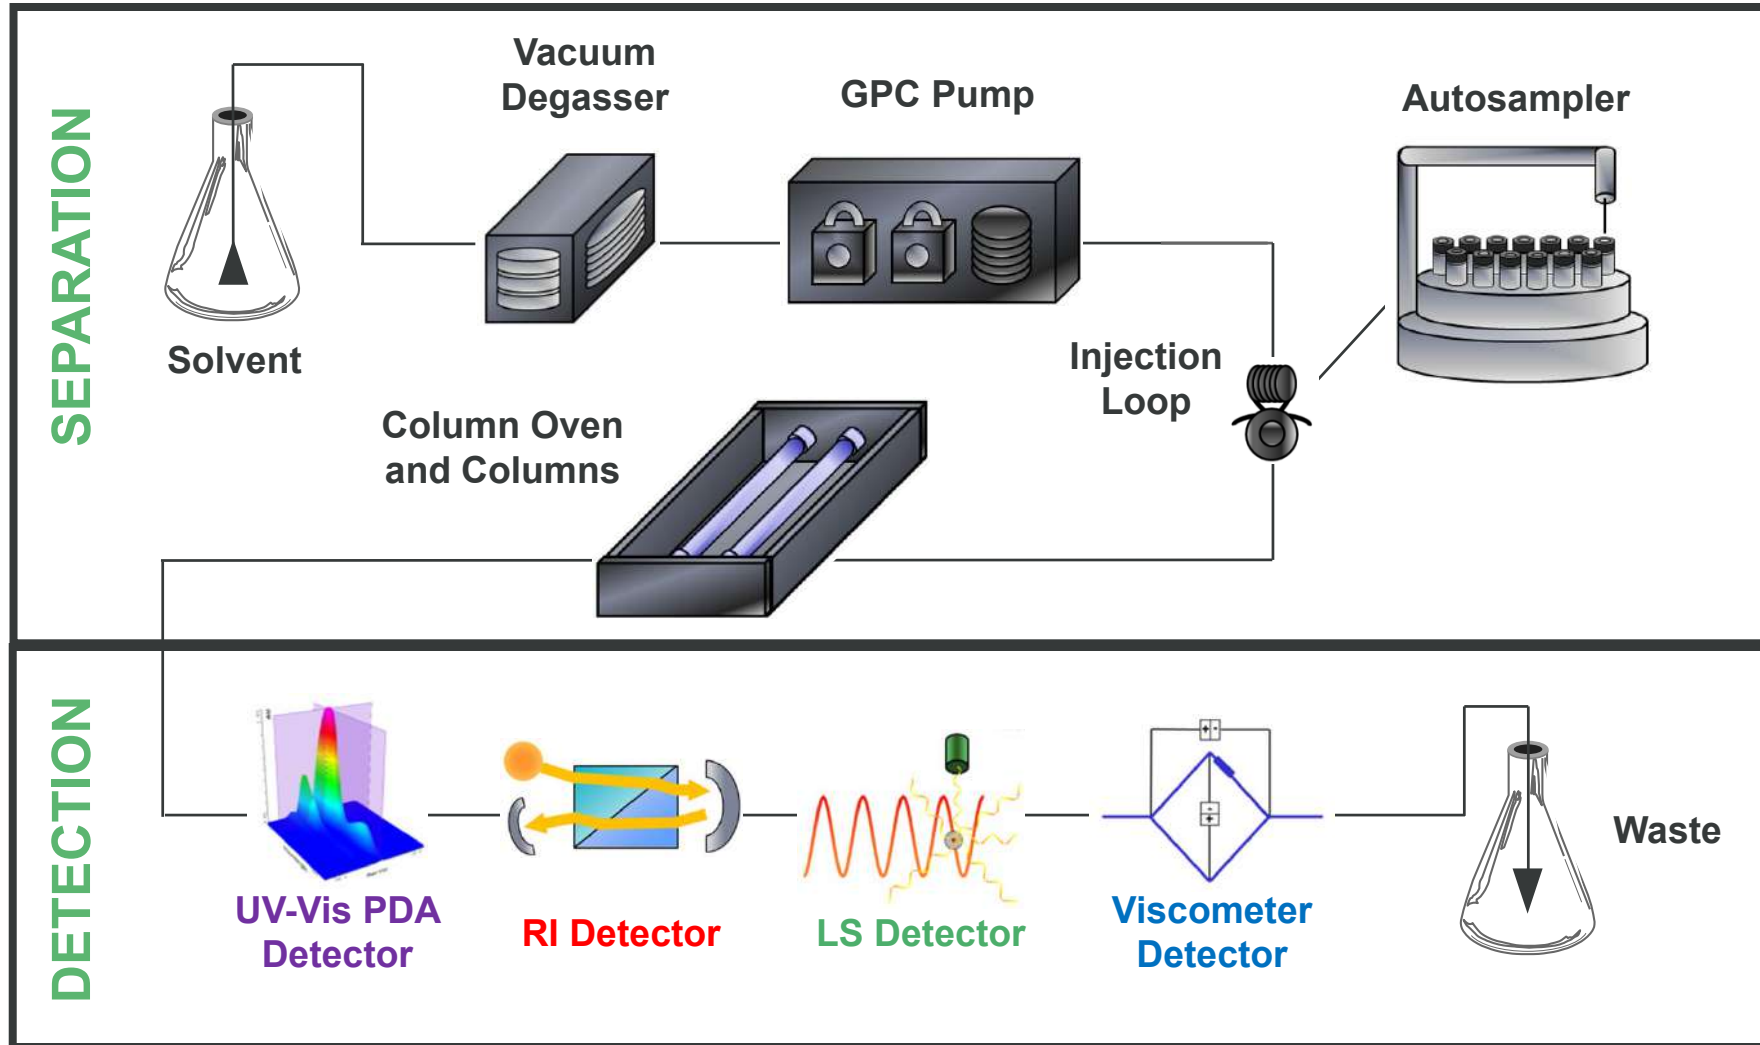 SEPARATION
Vacuum
Degasser
GPC Pump
Autosampler
Solvent
Injection
Loop
Column Oven
and Columns
DETECTION
UV-Vis PDA
Detector
RI Detector
LS Detector
Viscometer
Detector
Waste
+ -
-
+